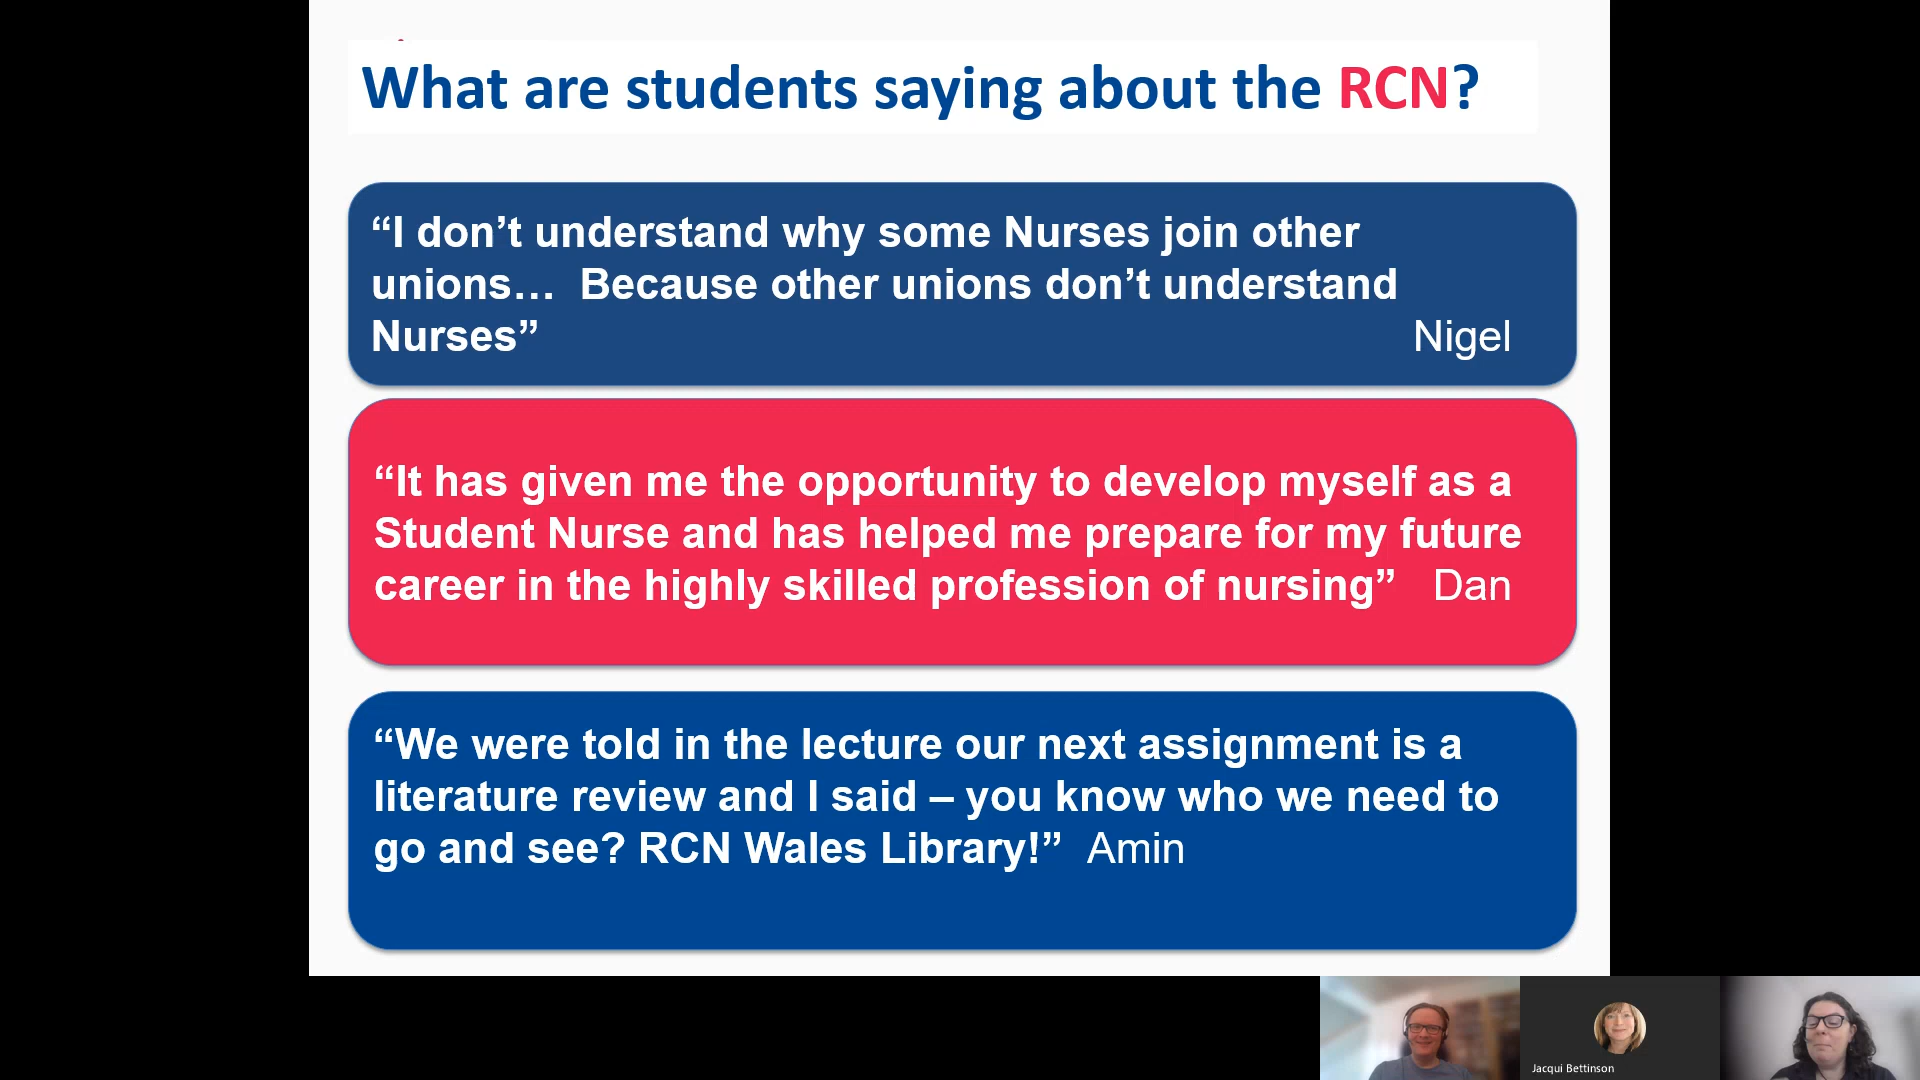 What are students saying about the RCN?
“I don’t understand why some Nurses join other
unions… Because other unions don’t understand
Nurses” Nigel
“It has given me the opportunity to develop myself as a
Student Nurse and has helped me prepare for my future
career in the highly skilled profession of nursing” Dan
“We were told in the lecture our next assignment is a
literature review and I said – you know who we need to
go and see? RCN Wales Library!” Amin
Jacqui Bettinson